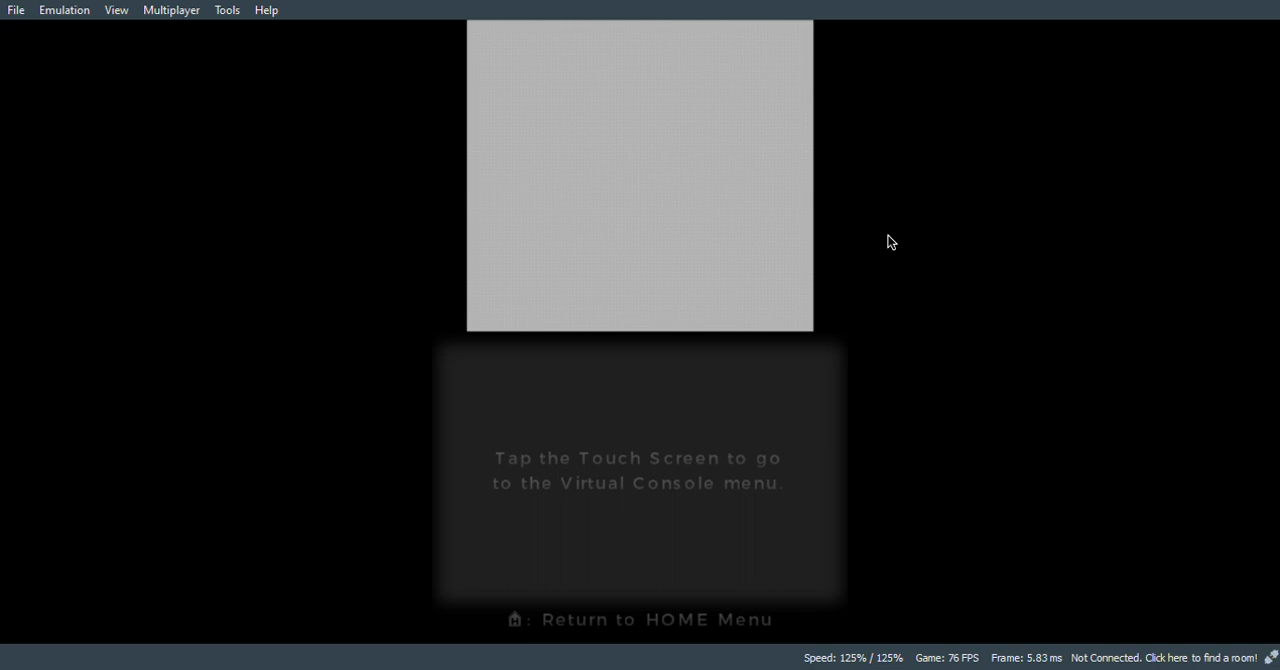 File Emulation View Multiplayer Tools Help
Tap the Touch Screen to go
to the Virtual Console menu.
: Return to HOME Menu
Speed: 125% / 125% Game: 76 FPS Frame: 5.83 ms Not Connected. Click here to find a room!